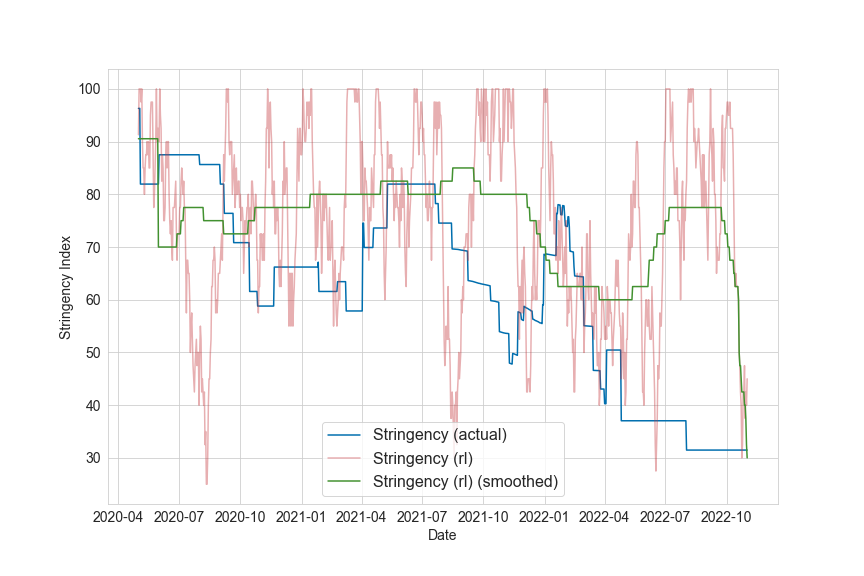 100
90
80
70
60
50
40
30
Stringency Index
Stringency (actual)
Stringency (rl)
Stringency (rl) (smoothed)
2020-04 2020-07 2020-10 2021-01 2021-04 2021-07 2021-10 2022-01 2022-04 2022-07 2022-10
Date